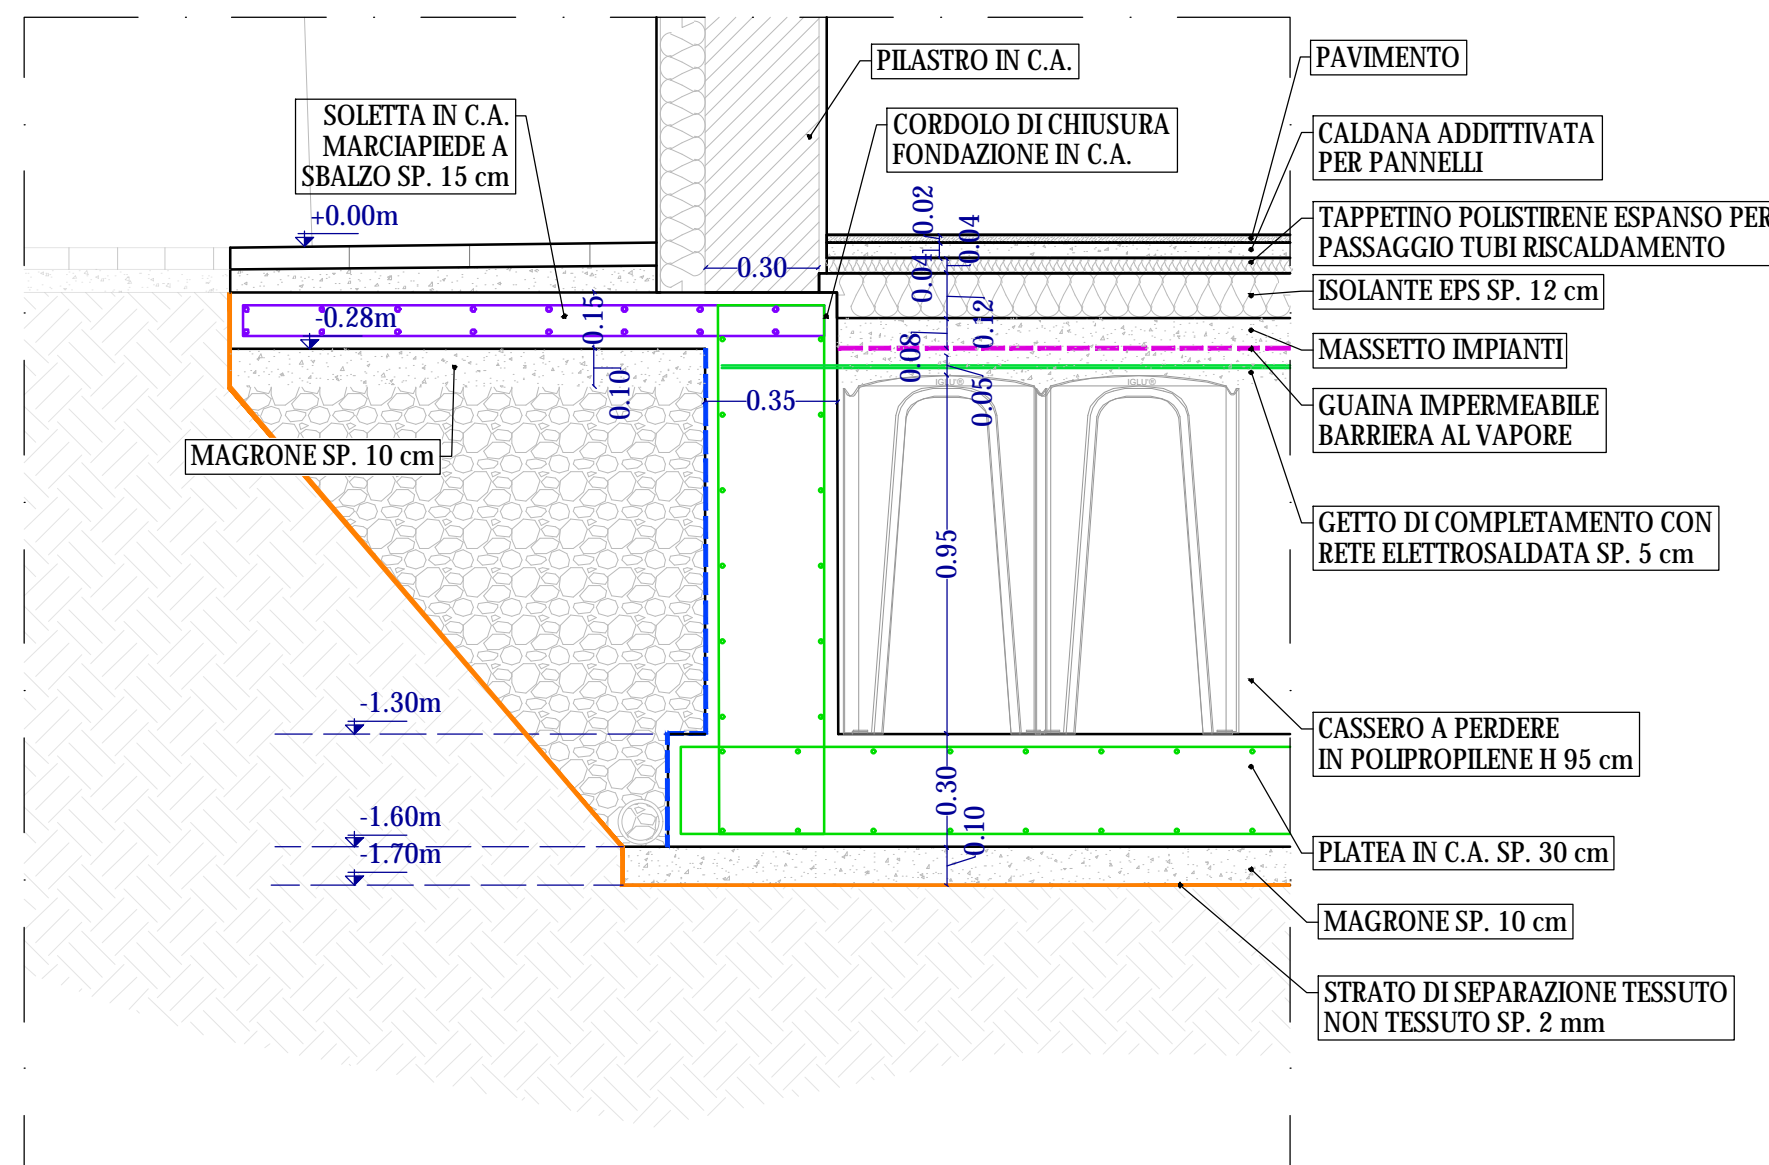 PILASTRO IN C.A.
PAVIMENTO
SOLETTA IN C.A.
MARCIAPIEDE A
SBALZO SP. 15 cm
CORDOLO DI CHIUSURA
FONDAZIONE IN C.A.
CALDANA ADDITTIVATA
PER PANNELLI
+0.00m
0.02
0.04
0.04
TAPPETINO POLISTIRENE ESPANSO PER
PASSAGGIO TUBI RISCALDAMENTO
0.30
ISOLANTE EPS SP. 12 cm
-0.28m
0.15
0.12
0.08
MASSETTO IMPIANTI
0.10
0.35
0.05
IGLU®
IGLU®
GUAINA IMPERMEABILE
BARRIERA AL VAPORE
MAGRONE SP. 10 cm
0.95
GETTO DI COMPLETAMENTO CON
RETE ELETTROSALDATA SP. 5 cm
-1.30m
CASSERO A PERDERE
IN POLIPROPILENE H 95 cm
0.30
0.10
-1.60m
-1.70m
PLATEA IN C.A. SP. 30 cm
MAGRONE SP. 10 cm
STRATO DI SEPARAZIONE TESSUTO
NON TESSUTO SP. 2 mm